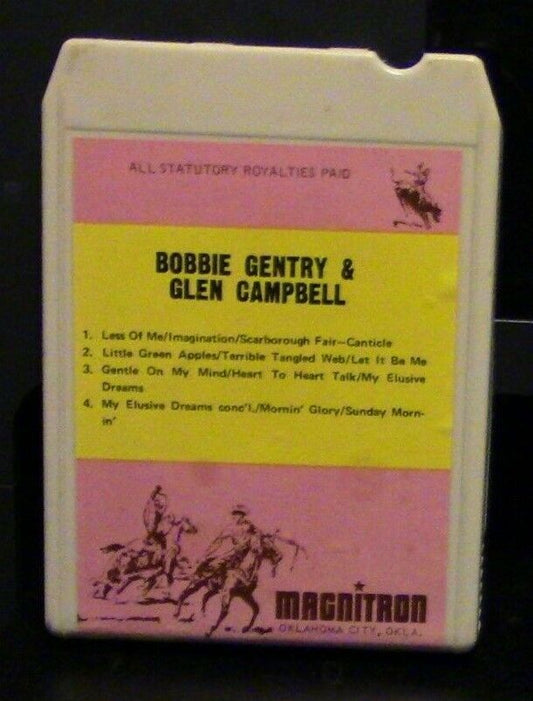 ALL STATUTORY ROYALTIES PAID
BOBBIE GENTRY &
GLEN CAMPBELL
1. Less Of Me/Imagination/Scarborough Fair—Canticle
2. Little Green Apples/Terrible Tangled Web/Let It Be Me
3. Gentle On My Mind/Heart To Heart Talk/My Elusive
Dreams
4. My Elusive Dreams conc'l./Mornin' Glory/Sunday Morn-
in'
MAGNITRON
OKLAHOMA CITY, OKLA.